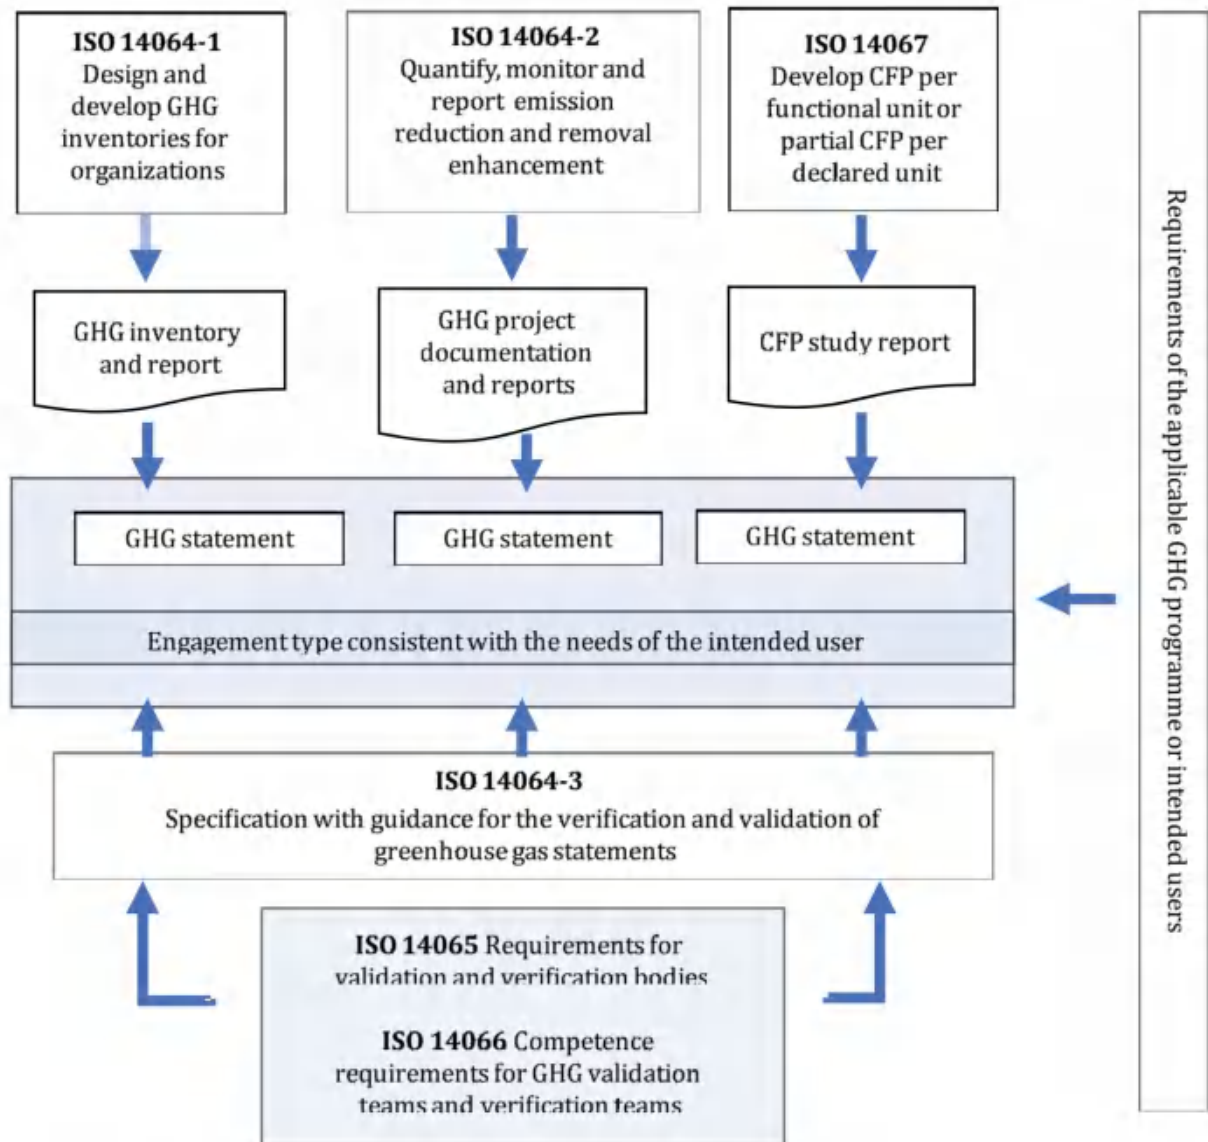 ISO 14064-1
Design and
develop GHG
inventories for
organizations
ISO 14064-2
Quantify, monitor and
report emission
reduction and removal
enhancement
ISO 14067
Develop CFP per
functional unit or
partial CFP per
declared unit
GHG inventory
and report
GHG project
documentation
and reports
CFP study report
GHG statement
GHG statement
GHG statement
Engagement type consistent with the needs of the intended user
ISO 14064-3
Specification with guidance for the verification and validation of
greenhouse gas statements
ISO 14065 Requirements for
validation and verification bodies
ISO 14066 Competence
requirements for GHG validation
teams and verification teams
Requirements of the applicable GHG programme or intended users